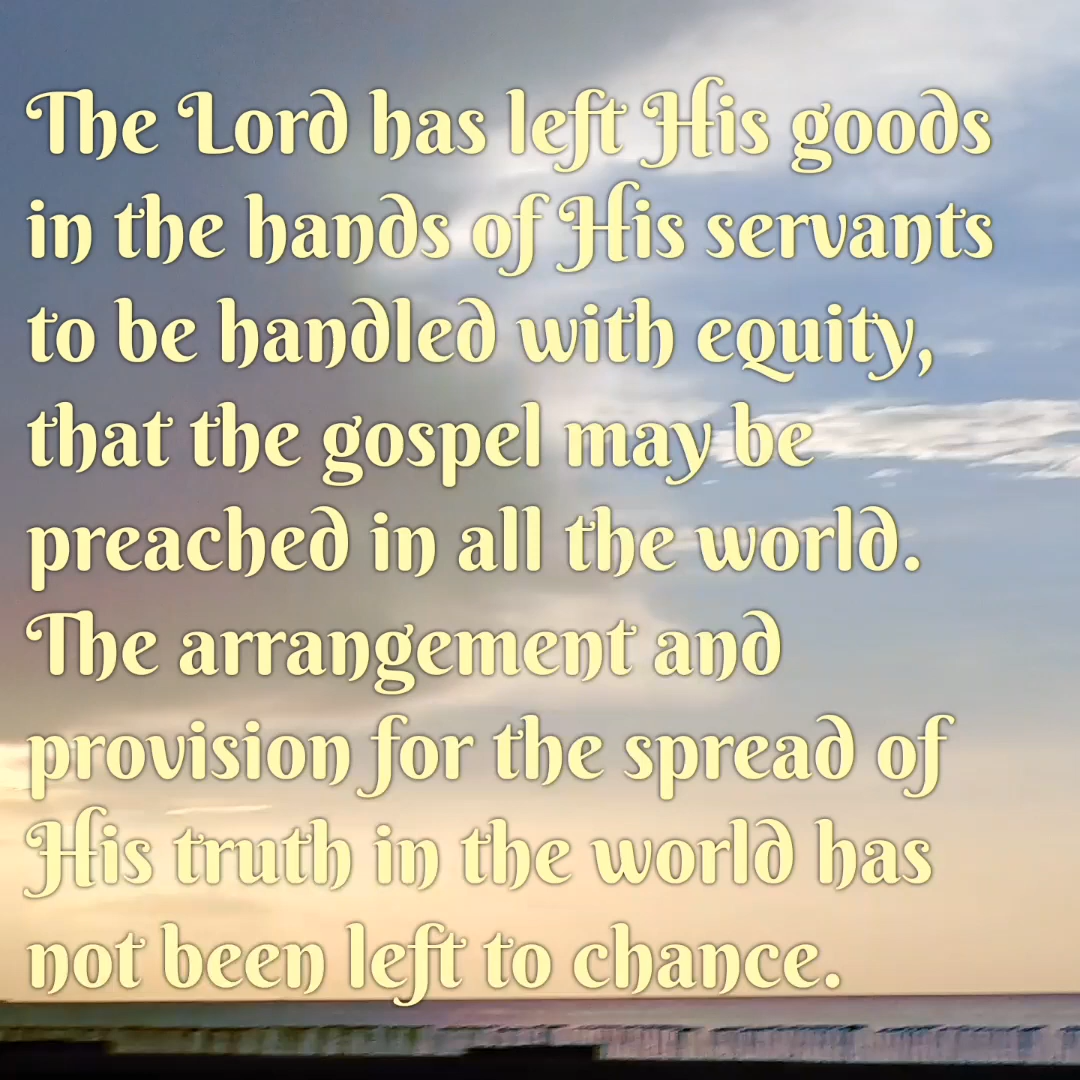 The Lord has left His goods
in the hands of His servants
to be handled with equity,
that the gospel may be
preached in all the world.
The arrangement and
provision for the spread of
His truth in the world has
not been left to chance.